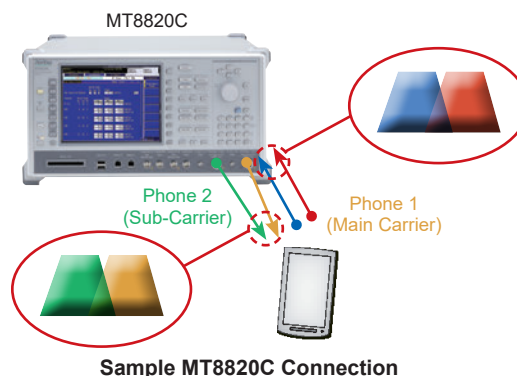 MT8820C
Phone 2
(Sub-Carrier)
Phone 1
(Main Carrier)
Sample MT8820C Connection